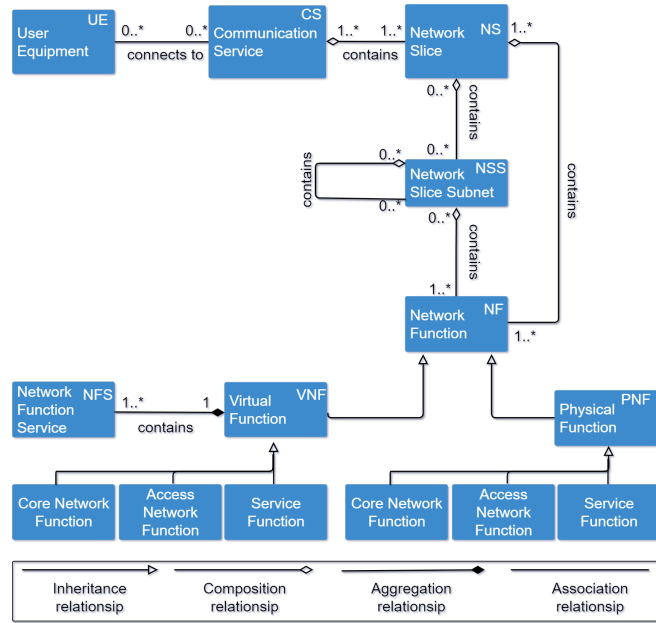 UE
User
Equipment
0..*
0..*
connects to
CS
Communication
Service
1..*
1..*
contains
Network
Slice
NS
1..*
0..*
contains
0..*
contains
0..*
0..*
NSS
Network
Slice Subnet
0..*
contains
contains
1..*
NF
Network
Function
1..*
Network
Function
Service
NFS
1..*
1
contains
VNF
Virtual
Function
PNF
Physical
Function
Core Network
Function
Access
Network
Function
Service
Function
Core Network
Function
Access
Network
Function
Service
Function
Inheritance
relationsip
Composition
relationsip
Aggregation
relationsip
Association
relationsip